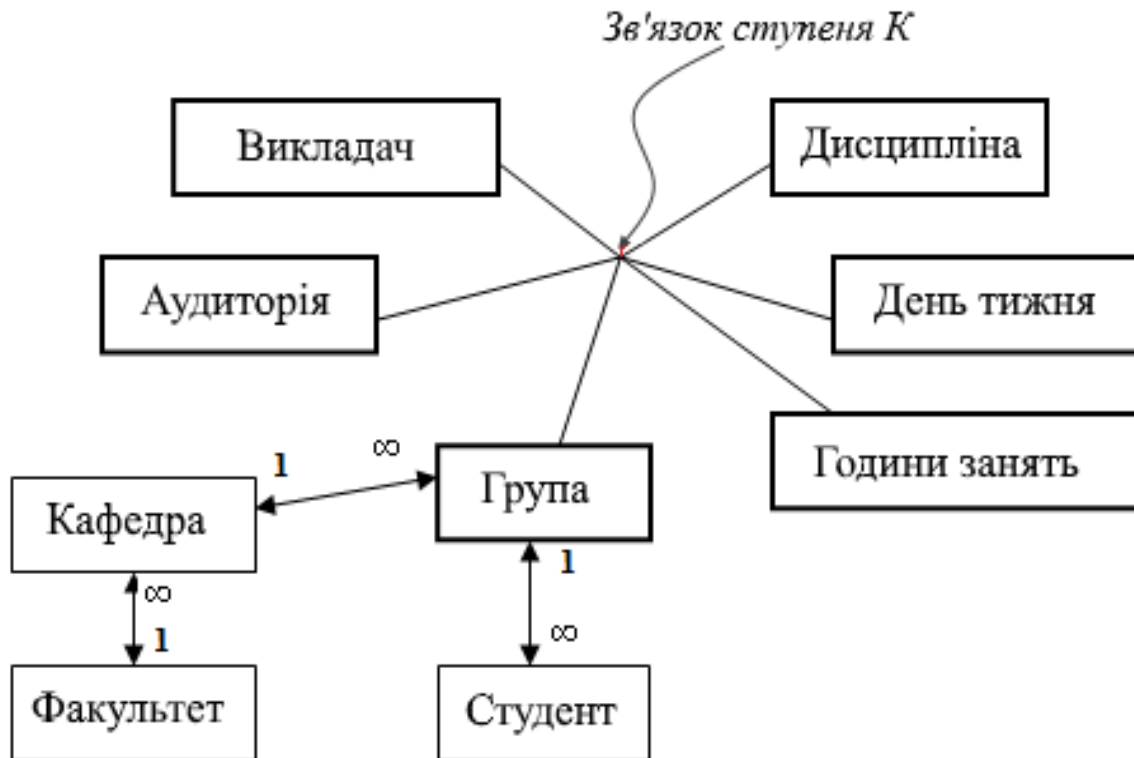 Зв'язок ступеня К
Викладач
Дисципліна
Аудиторія
День тижня
Години занять
1
∞
Група
Кафедра
1
∞
∞
1
Факультет
Студент